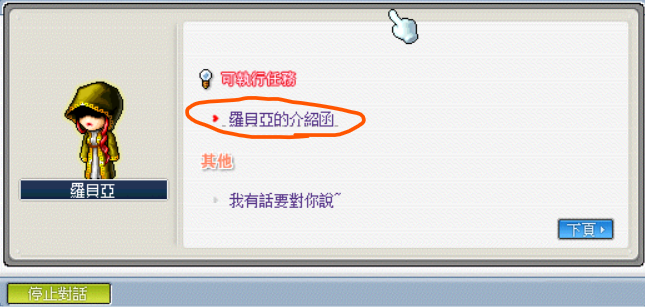 可執行任務
羅貝亞的介紹函
其他
我有話要對你說~
羅貝亞
下頁
停止對話